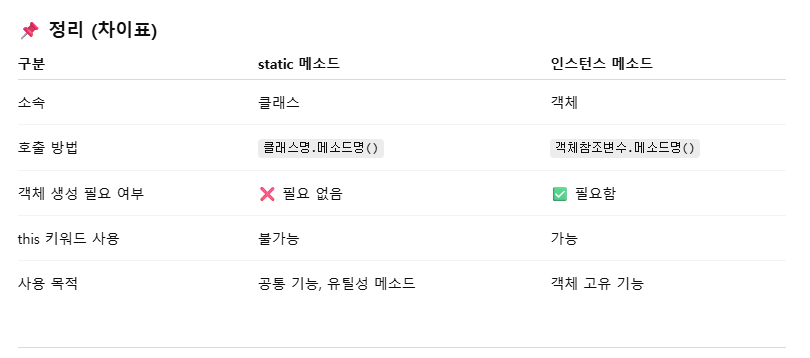 📌 정리 (차이표)
구분 static 메소드 인스턴스 메소드
소속 클래스 객체
호출 방법 클래스명.메소드명() 객체참조변수.메소드명()
객체 생성 필요 여부 ❌ 필요 없음 ✅ 필요함
this 키워드 사용 불가능 가능
사용 목적 공통 기능, 유틸성 메소드 객체 고유 기능